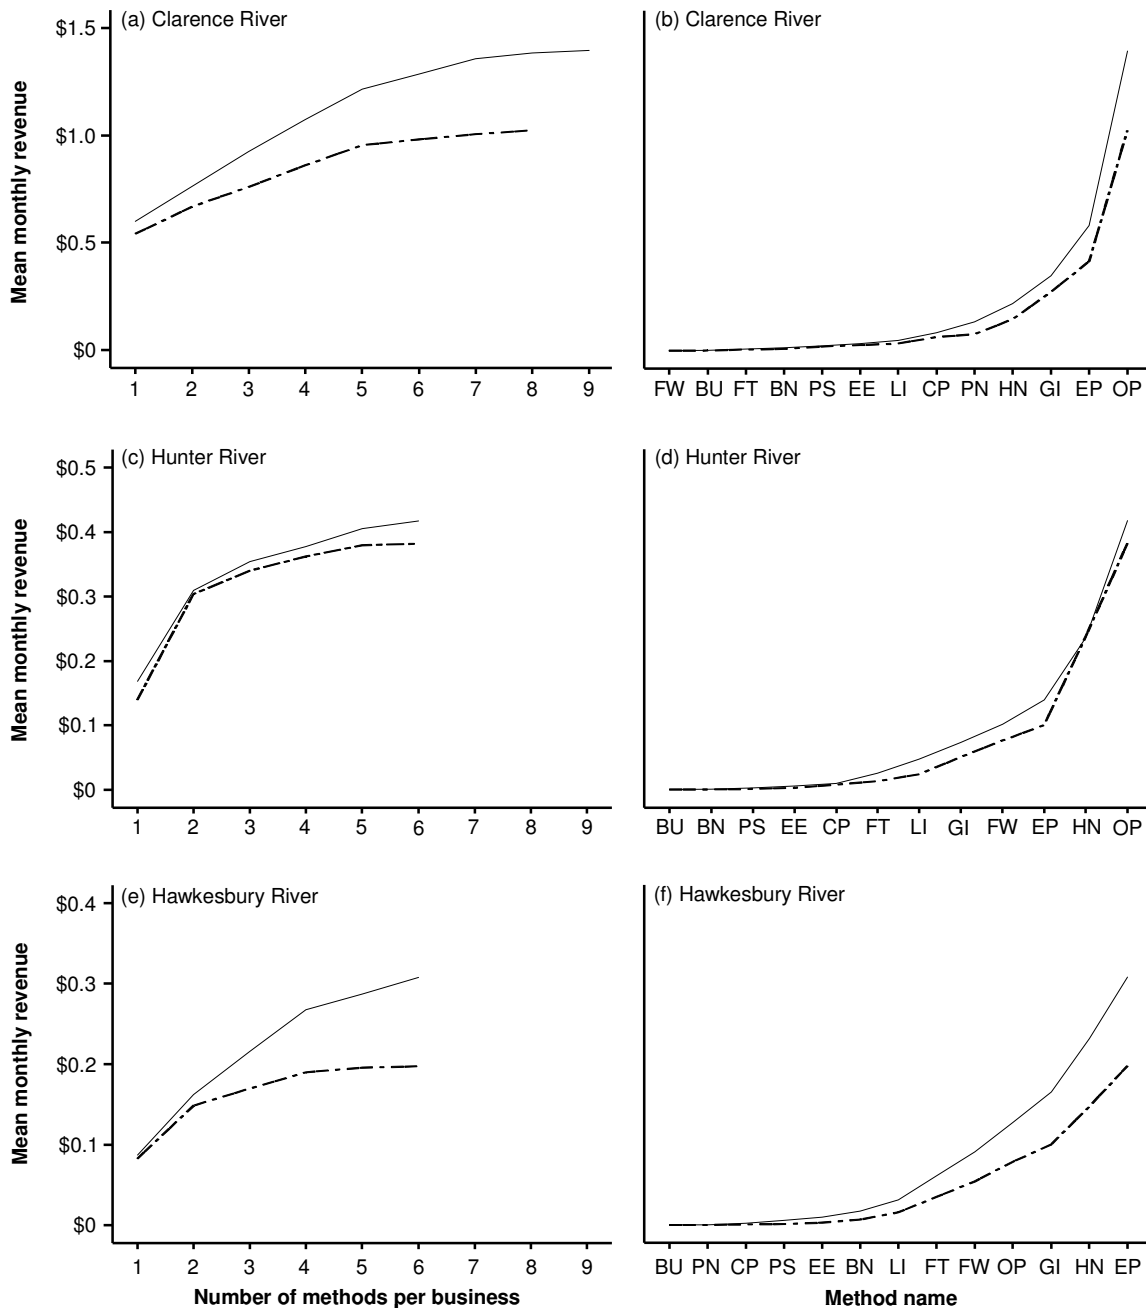 (a) Clarence River
(b) Clarence River
Mean monthly revenue
$1.5
$1.0
$0.5
$0
1 2 3 4 5 6 7 8 9
FW BU FT BN PS EE LI CP PN HN GI EP OP
(c) Hunter River
(d) Hunter River
Mean monthly revenue
$0.5
$0.4
$0.3
$0.2
$0.1
$0
1 2 3 4 5 6 7 8 9
BU BN PS EE CP FT LI GI FW EP HN OP
(e) Hawkesbury River
(f) Hawkesbury River
Mean monthly revenue
$0.4
$0.3
$0.2
$0.1
$0
1 2 3 4 5 6 7 8 9
BU PN CP PS EE BN LI FT FW OP GI HN EP
Number of methods per business
Method name